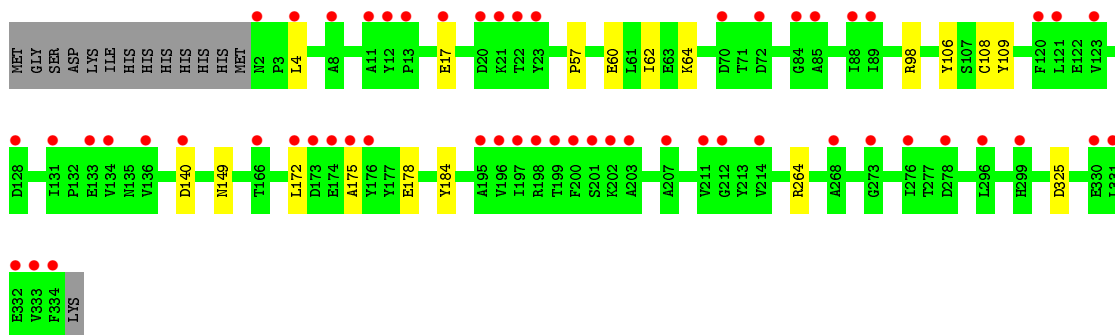 MET GLY SER ASP LYS ILE HIS HIS HIS HIS HIS HIS MET N2 P3 L4 A8 A11 Y12 P13 E17 D20 K21 T22 Y23 P57 E60 L61 I62 E63 K64 D70 T71 D72 G84 A85 I88 I89 R98 Y106 S107 C108 Y109 F120 L121 E122 V123
D128 I131 P132 E133 V134 N135 V136 D140 N149 T166 L172 D173 E174 A175 Y176 Y177 E178 Y184 A195 V196 I197 R198 T199 F200 S201 K202 A203 A207 V211 G212 Y213 V214 R264 A268 G273 I276 T277 D278 L296 H299 D325 E330
E332 V333 F334 LYS